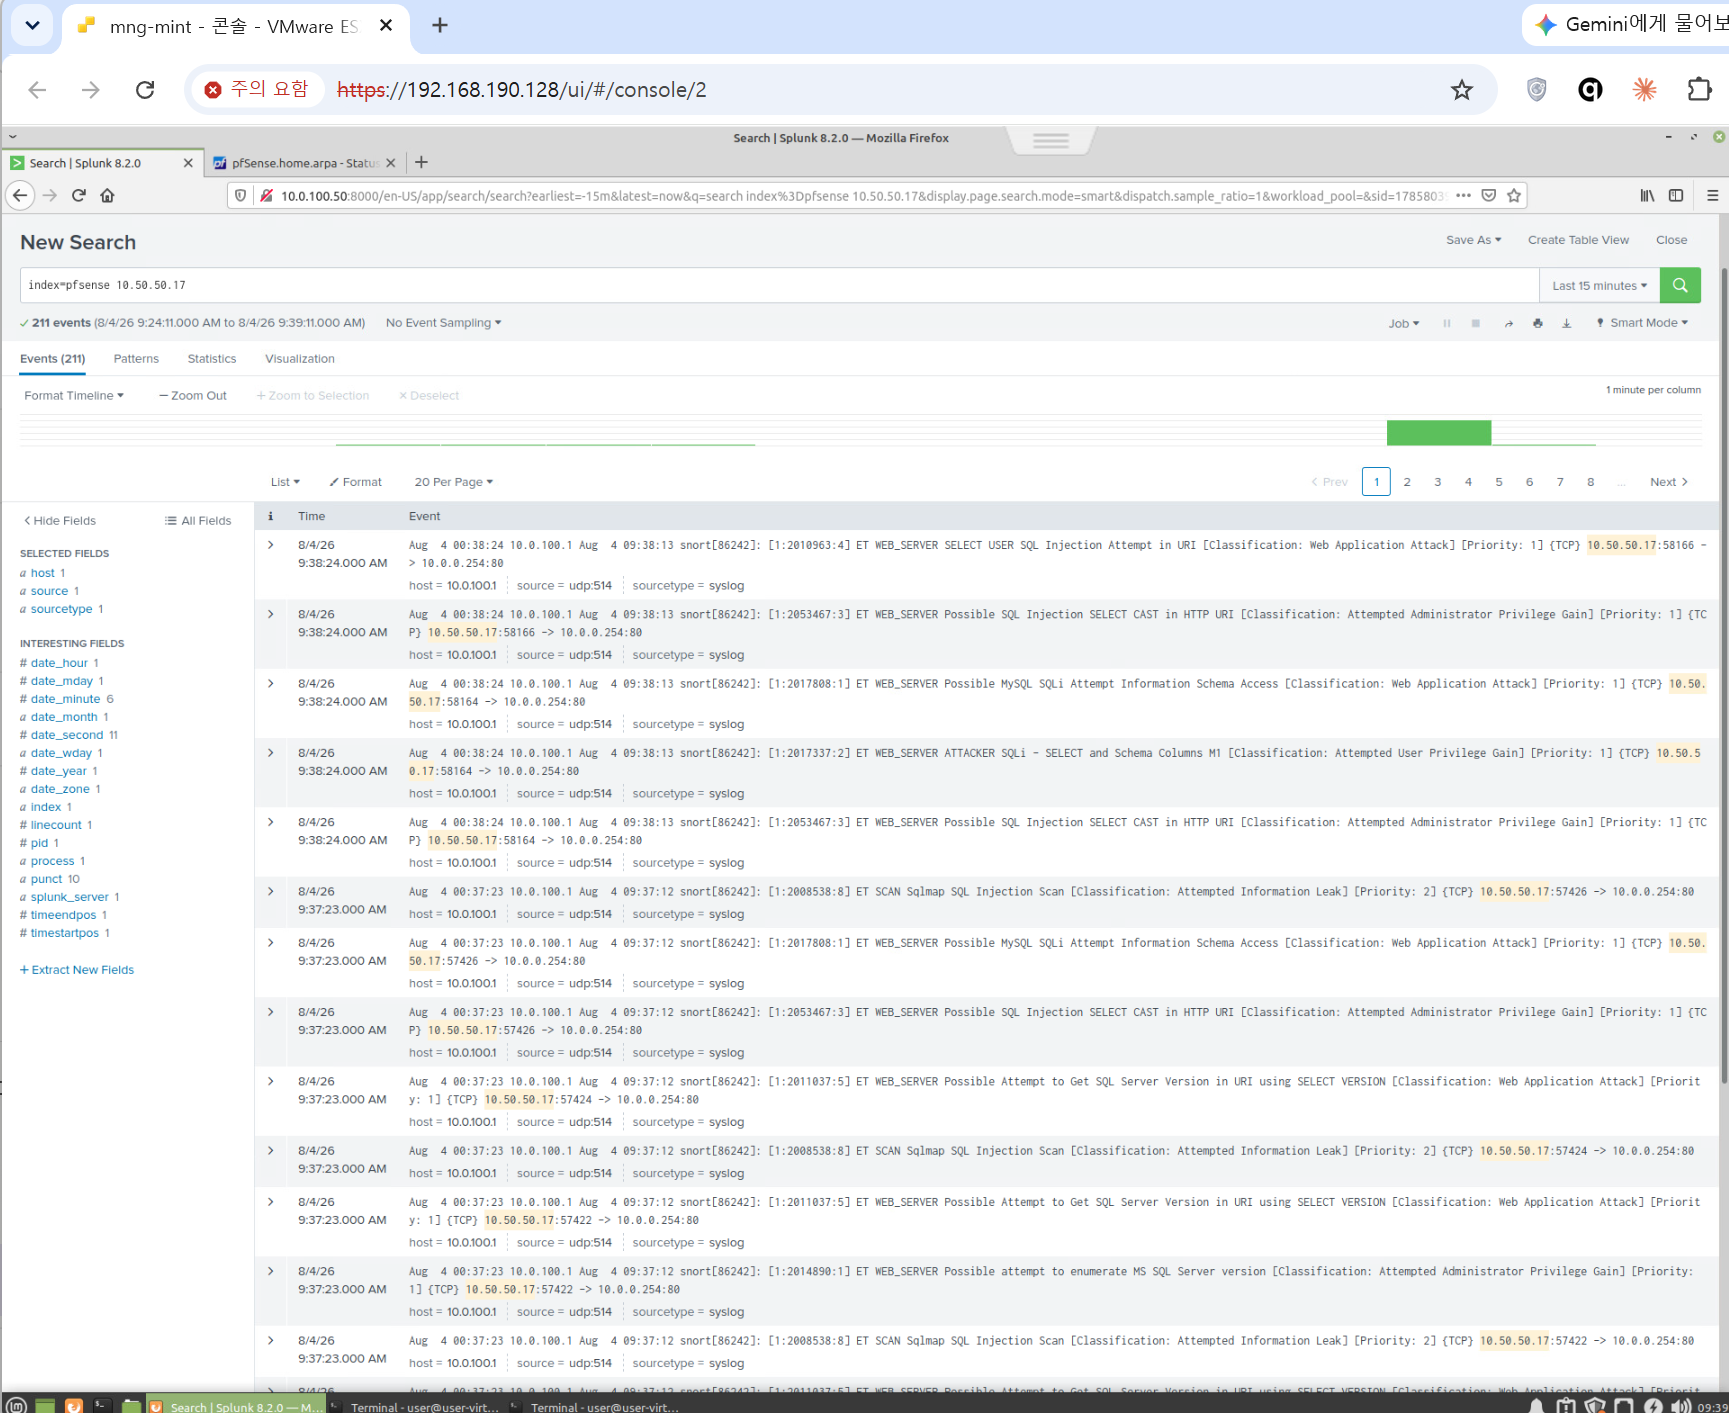 mng-mint - 콘솔 - VMware ES
Gemini에게 물어보
주의 요함
https://192.168.190.128/ui/#/console/2
Search | Splunk 8.2.0 — Mozilla Firefox
Search | Splunk 8.2.0
pfSense.home.arpa - Status
10.0.100.50:8000/en-US/app/search/search?earliest=-15m&latest=now&q=search index%3Dpfsense 10.50.50.17&display.page.search.mode=smart&dispatch.sample_ratio=1&workload_pool=&sid=1785803
New Search
Save As
Create Table View
Close
index=pfsense 10.50.50.17
Last 15 minutes
211 events (8/4/26 9:24:11.000 AM to 8/4/26 9:39:11.000 AM)
No Event Sampling
Job
Smart Mode
Events (211)
Patterns
Statistics
Visualization
Format Timeline
— Zoom Out
+ Zoom to Selection
× Deselect
1 minute per column
List
Format
20 Per Page
< Prev 1 2 3 4 5 6 7 8 ... Next >
< Hide Fields
All Fields
SELECTED FIELDS
a host 1
a source 1
a sourcetype 1
INTERESTING FIELDS
# date_hour 1
# date_mday 1
# date_minute 6
a date_month 1
# date_second 11
a date_wday 1
# date_year 1
a date_zone 1
a index 1
# linecount 1
# pid 1
a process 1
a punct 10
a splunk_server 1
# timeendpos 1
# timestartpos 1
+ Extract New Fields
i Time Event
8/4/26
9:38:24.000 AM
Aug 4 00:38:24 10.0.100.1 Aug 4 09:38:13 snort[86242]: [1:2010963:4] ET WEB_SERVER SELECT USER SQL Injection Attempt in URI [Classification: Web Application Attack] [Priority: 1] {TCP} 10.50.50.17:58166 -
> 10.0.0.254:80
host = 10.0.100.1 source = udp:514 sourcetype = syslog
8/4/26
9:38:24.000 AM
Aug 4 00:38:24 10.0.100.1 Aug 4 09:38:13 snort[86242]: [1:2053467:3] ET WEB_SERVER Possible SQL Injection SELECT CAST in HTTP URI [Classification: Attempted Administrator Privilege Gain] [Priority: 1] {TC
P} 10.50.50.17:58166 -> 10.0.0.254:80
host = 10.0.100.1 source = udp:514 sourcetype = syslog
8/4/26
9:38:24.000 AM
Aug 4 00:38:24 10.0.100.1 Aug 4 09:38:13 snort[86242]: [1:2017808:1] ET WEB_SERVER Possible MySQL SQLi Attempt Information Schema Access [Classification: Web Application Attack] [Priority: 1] {TCP} 10.50.
50.17:58164 -> 10.0.0.254:80
host = 10.0.100.1 source = udp:514 sourcetype = syslog
8/4/26
9:38:24.000 AM
Aug 4 00:38:24 10.0.100.1 Aug 4 09:38:13 snort[86242]: [1:2017337:2] ET WEB_SERVER ATTACKER SQLi - SELECT and Schema Columns M1 [Classification: Attempted User Privilege Gain] [Priority: 1] {TCP} 10.50.5
0.17:58164 -> 10.0.0.254:80
host = 10.0.100.1 source = udp:514 sourcetype = syslog
8/4/26
9:38:24.000 AM
Aug 4 00:38:24 10.0.100.1 Aug 4 09:38:13 snort[86242]: [1:2053467:3] ET WEB_SERVER Possible SQL Injection SELECT CAST in HTTP URI [Classification: Attempted Administrator Privilege Gain] [Priority: 1] {TC
P} 10.50.50.17:58164 -> 10.0.0.254:80
host = 10.0.100.1 source = udp:514 sourcetype = syslog
8/4/26
9:37:23.000 AM
Aug 4 00:37:23 10.0.100.1 Aug 4 09:37:12 snort[86242]: [1:2008538:8] ET SCAN Sqlmap SQL Injection Scan [Classification: Attempted Information Leak] [Priority: 2] {TCP} 10.50.50.17:57426 -> 10.0.0.254:80
host = 10.0.100.1 source = udp:514 sourcetype = syslog
8/4/26
9:37:23.000 AM
Aug 4 00:37:23 10.0.100.1 Aug 4 09:37:12 snort[86242]: [1:2017808:1] ET WEB_SERVER Possible MySQL SQLi Attempt Information Schema Access [Classification: Web Application Attack] [Priority: 1] {TCP} 10.50.
50.17:57426 -> 10.0.0.254:80
host = 10.0.100.1 source = udp:514 sourcetype = syslog
8/4/26
9:37:23.000 AM
Aug 4 00:37:23 10.0.100.1 Aug 4 09:37:12 snort[86242]: [1:2053467:3] ET WEB_SERVER Possible SQL Injection SELECT CAST in HTTP URI [Classification: Attempted Administrator Privilege Gain] [Priority: 1] {TC
P} 10.50.50.17:57426 -> 10.0.0.254:80
host = 10.0.100.1 source = udp:514 sourcetype = syslog
8/4/26
9:37:23.000 AM
Aug 4 00:37:23 10.0.100.1 Aug 4 09:37:12 snort[86242]: [1:2011037:5] ET WEB_SERVER Possible Attempt to Get SQL Server Version in URI using SELECT VERSION [Classification: Web Application Attack] [Priorit
y: 1] {TCP} 10.50.50.17:57424 -> 10.0.0.254:80
host = 10.0.100.1 source = udp:514 sourcetype = syslog
8/4/26
9:37:23.000 AM
Aug 4 00:37:23 10.0.100.1 Aug 4 09:37:12 snort[86242]: [1:2008538:8] ET SCAN Sqlmap SQL Injection Scan [Classification: Attempted Information Leak] [Priority: 2] {TCP} 10.50.50.17:57424 -> 10.0.0.254:80
host = 10.0.100.1 source = udp:514 sourcetype = syslog
8/4/26
9:37:23.000 AM
Aug 4 00:37:23 10.0.100.1 Aug 4 09:37:12 snort[86242]: [1:2011037:5] ET WEB_SERVER Possible Attempt to Get SQL Server Version in URI using SELECT VERSION [Classification: Web Application Attack] [Priorit
y: 1] {TCP} 10.50.50.17:57422 -> 10.0.0.254:80
host = 10.0.100.1 source = udp:514 sourcetype = syslog
8/4/26
9:37:23.000 AM
Aug 4 00:37:23 10.0.100.1 Aug 4 09:37:12 snort[86242]: [1:2014890:1] ET WEB_SERVER Possible attempt to enumerate MS SQL Server version [Classification: Attempted Administrator Privilege Gain] [Priority:
1] {TCP} 10.50.50.17:57422 -> 10.0.0.254:80
host = 10.0.100.1 source = udp:514 sourcetype = syslog
8/4/26
9:37:23.000 AM
Aug 4 00:37:23 10.0.100.1 Aug 4 09:37:12 snort[86242]: [1:2008538:8] ET SCAN Sqlmap SQL Injection Scan [Classification: Attempted Information Leak] [Priority: 2] {TCP} 10.50.50.17:57422 -> 10.0.0.254:80
host = 10.0.100.1 source = udp:514 sourcetype = syslog
Search | Splunk 8.2.0 — M...
Terminal - user@user-virt...
Terminal - user@user-virt...
09:39